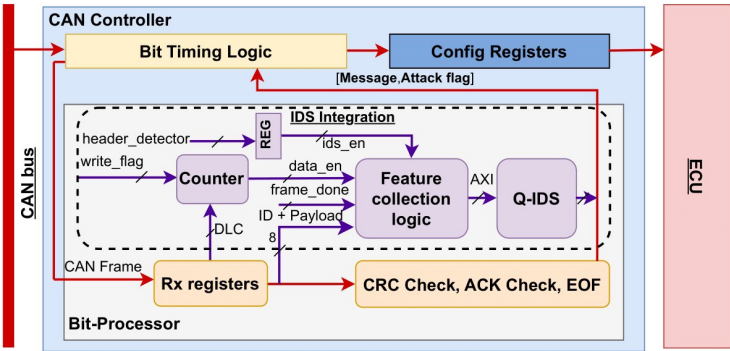 CAN Controller
Bit Timing Logic
Config Registers
[Message,Attack flag]
CAN bus
ECU
IDS Integration
header_detector
REG
ids_en
write_flag
Counter
data_en
frame_done
ID + Payload
8
DLC
Feature
collection
logic
AXI
Q-IDS
CAN Frame
Rx registers
CRC Check, ACK Check, EOF
Bit-Processor